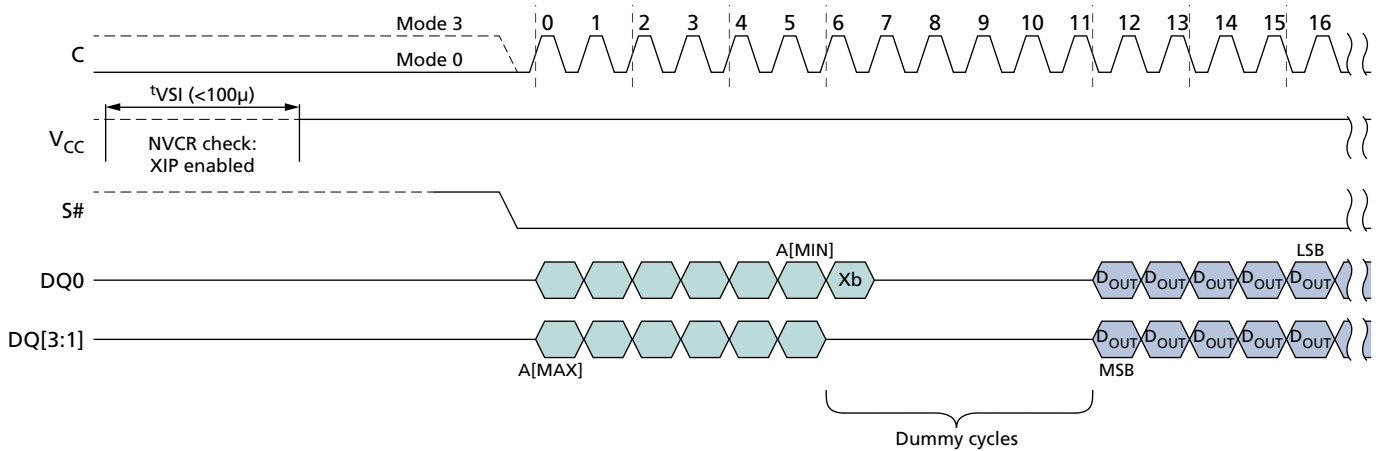 Mode 3
0 1 2 3 4 5 6 7 8 9 10 11 12 13 14 15 16
C
Mode 0
tVSI (<100µ)
VCC
NVCR check:
XIP enabled
S#
A[MIN]
LSB
DQ0
Xb
DOUT DOUT DOUT DOUT DOUT
DQ[3:1]
DOUT DOUT DOUT DOUT DOUT
A[MAX]
MSB
Dummy cycles